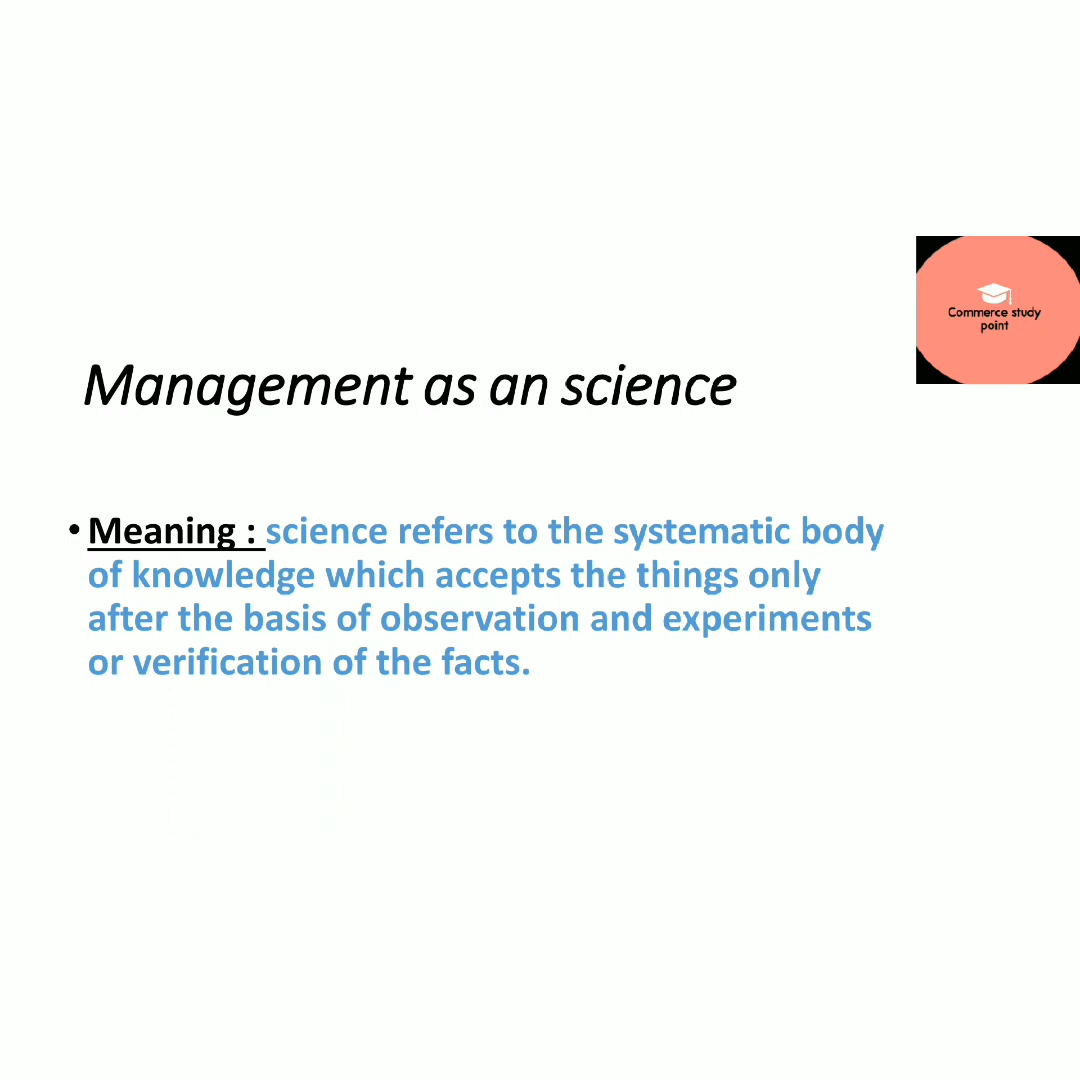 Commerce study
point
Management as an science
• Meaning : science refers to the systematic body
of knowledge which accepts the things only
after the basis of observation and experiments
or verification of the facts.